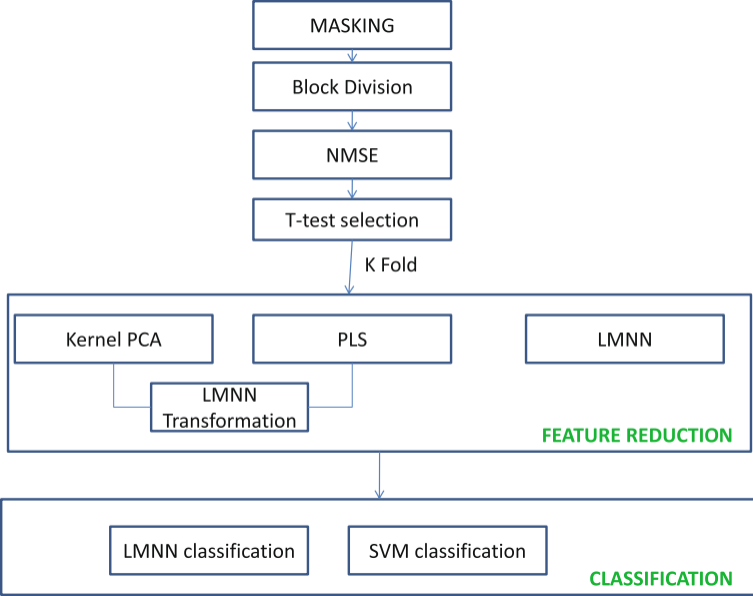 MASKING
Block Division
NMSE
T-test selection
K Fold
Kernel PCA
PLS
LMNN
LMNN
Transformation
FEATURE REDUCTION
LMNN classification
SVM classification
CLASSIFICATION